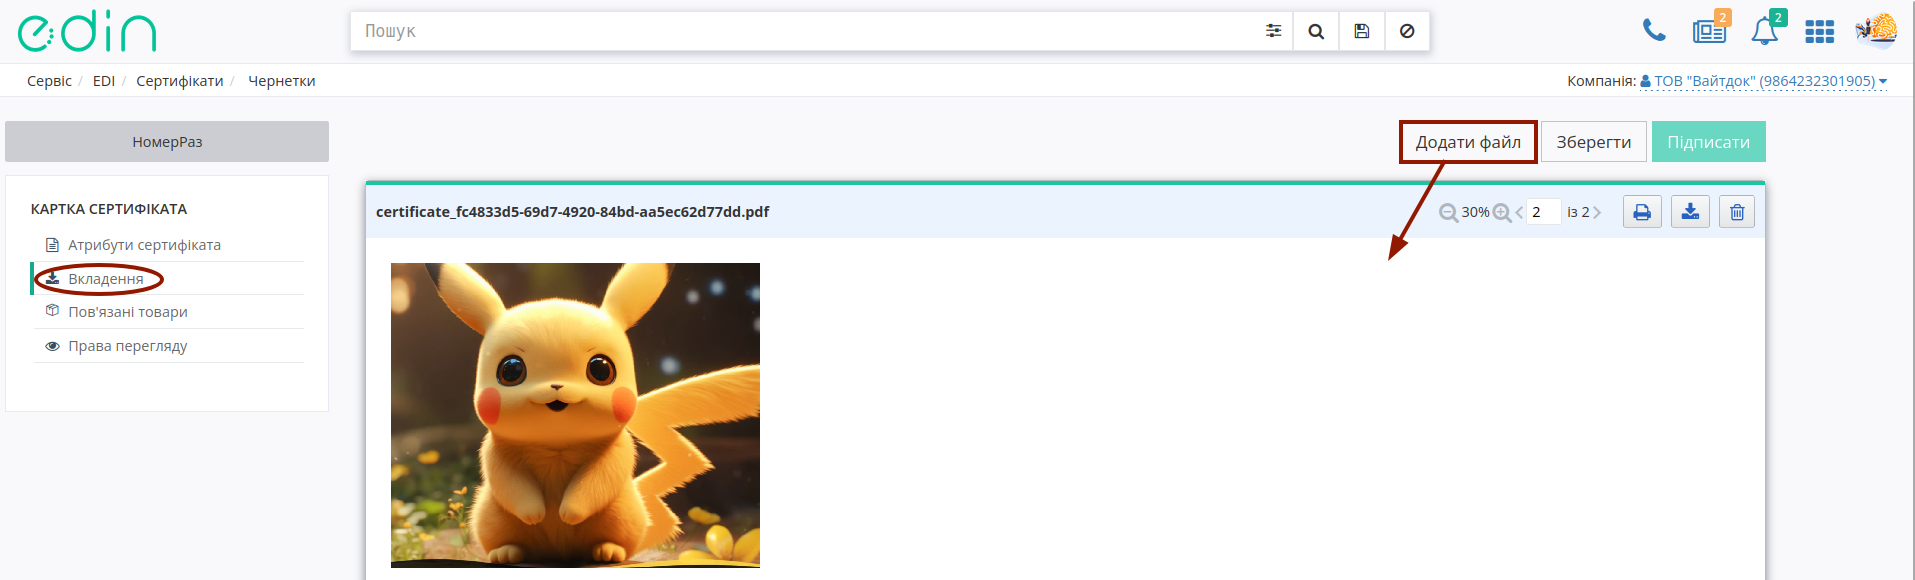 edin
Пошук
2
2
Сервіс / EDI / Сертифікати / Чернетки
Компанія: ТОВ "Вайтдок" (9864232301905)
НомерРаз
Додати файл
Зберегти
Підписати
КАРТКА СЕРТИФІКАТА
Атрибути сертифіката
Вкладення
Пов'язані товари
Права перегляду
certificate_fc4833d5-69d7-4920-84bd-aa5ec62d77dd.pdf
30% 2 із 2